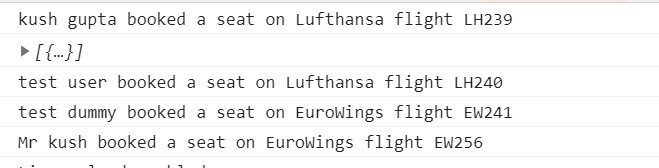 kush gupta booked a seat on Lufthansa flight LH239
▶[{…}]
test user booked a seat on Lufthansa flight LH240
test dummy booked a seat on EuroWings flight EW241
Mr kush booked a seat on EuroWings flight EW256